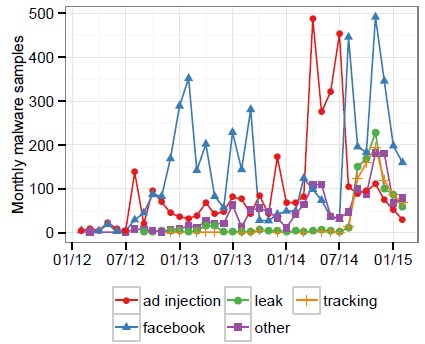 Monthly malware samples
500
400
300
200
100
0
01/12 07/12 01/13 07/13 01/14 07/14 01/15
ad injection leak tracking
facebook other